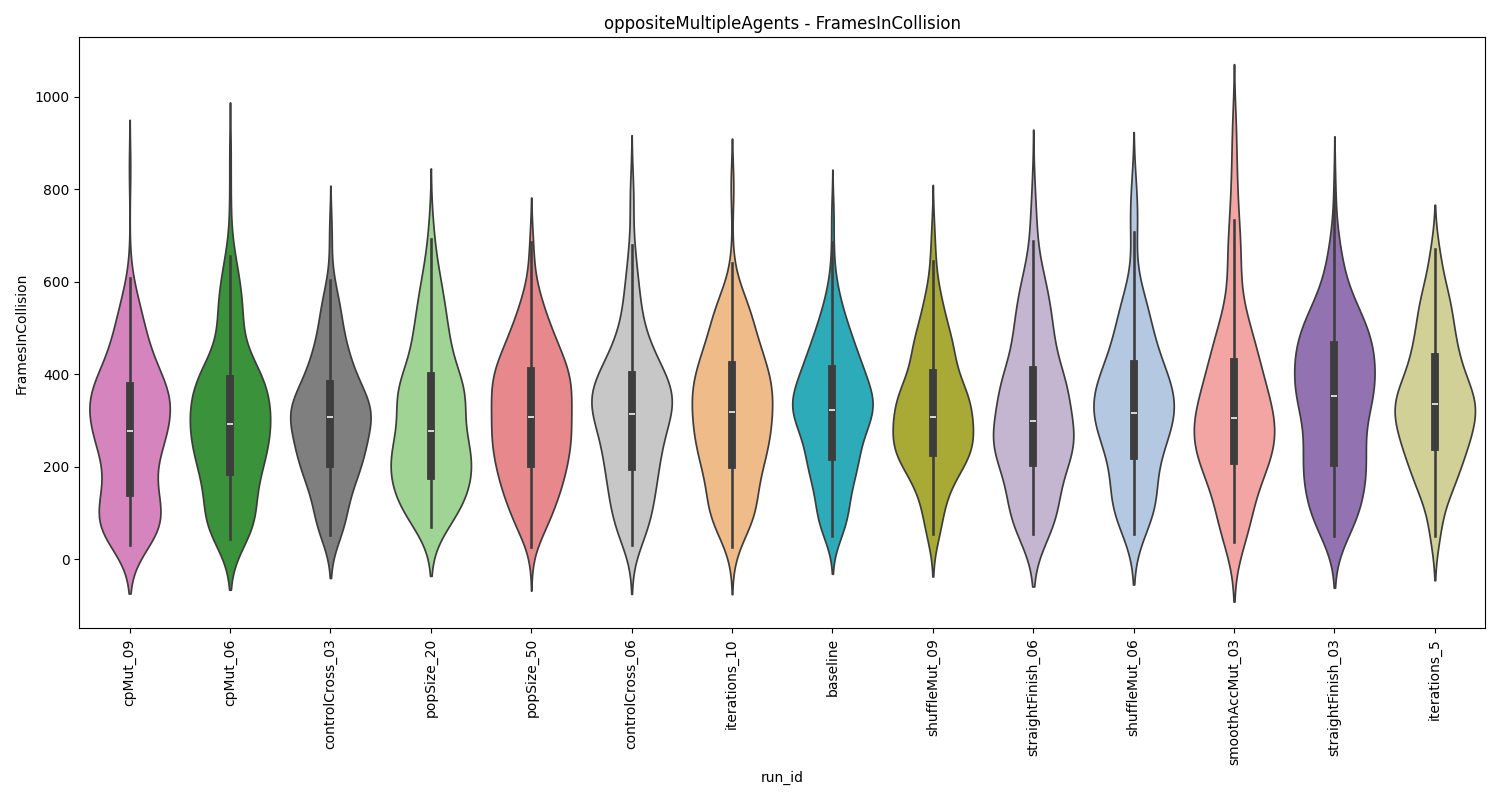 oppositeMultipleAgents - FramesInCollision
FramesInCollision
1000
800
600
400
200
0
cpMut_09
cpMut_06
controlCross_03
popSize_20
popSize_50
controlCross_06
iterations_10
baseline
shuffleMut_09
straightFinish_06
shuffleMut_06
smoothAccMut_03
straightFinish_03
iterations_5
run_id